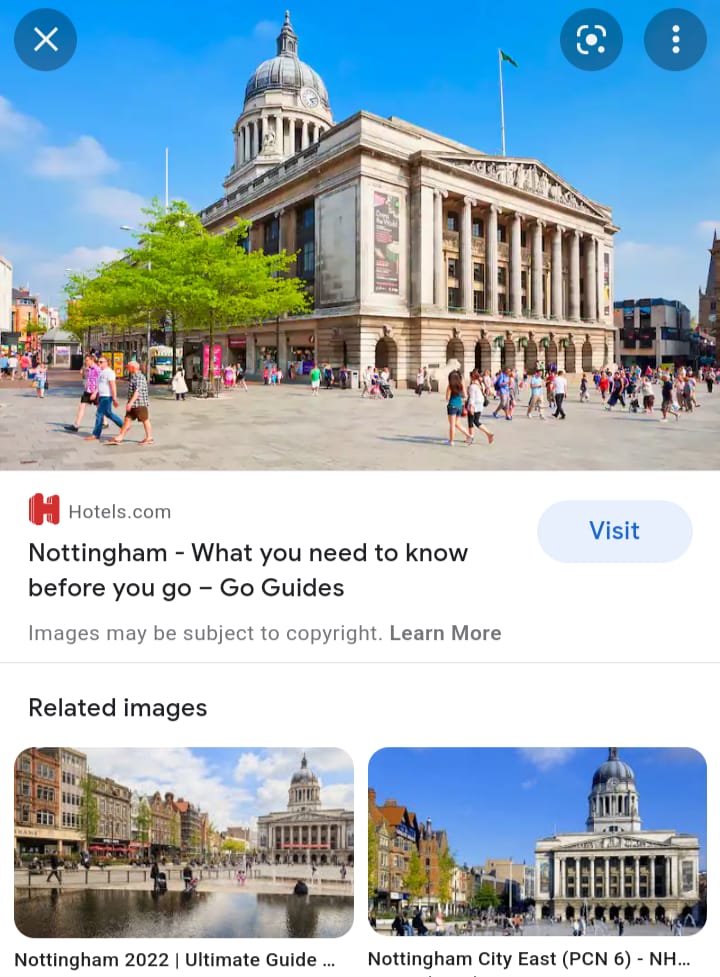 Hotels.com
Visit
Nottingham - What you need to know
before you go – Go Guides
Images may be subject to copyright. Learn More
Related images
Nottingham 2022 | Ultimate Guide ...
Nottingham City East (PCN 6) - NH...